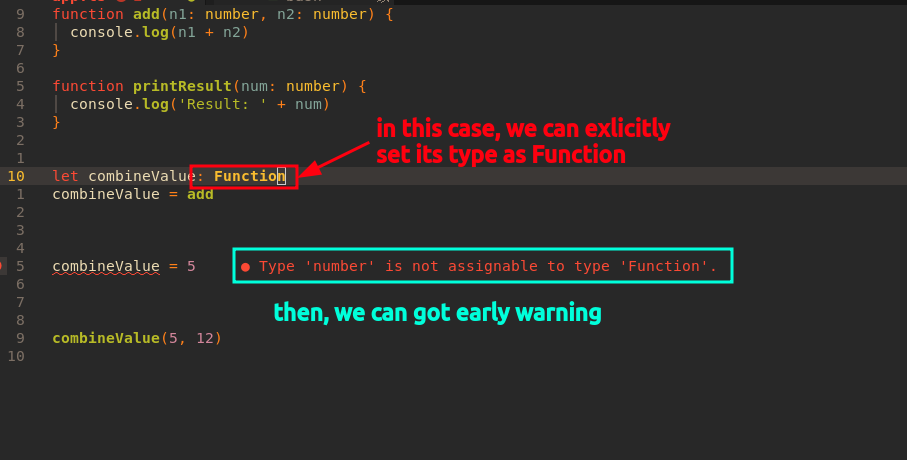 9 function add(n1: number, n2: number) {
8 console.log(n1 + n2)
7 }
6
5 function printResult(num: number) {
4 console.log('Result: ' + num)
3 }
2
1
in this case, we can exlicitly
set its type as Function
10 let combineValue: Function
1 combineValue = add
2
3
4
5 combineValue = 5 ● Type 'number' is not assignable to type 'Function'.
6
7
then, we can got early warning
8
9 combineValue(5, 12)
10